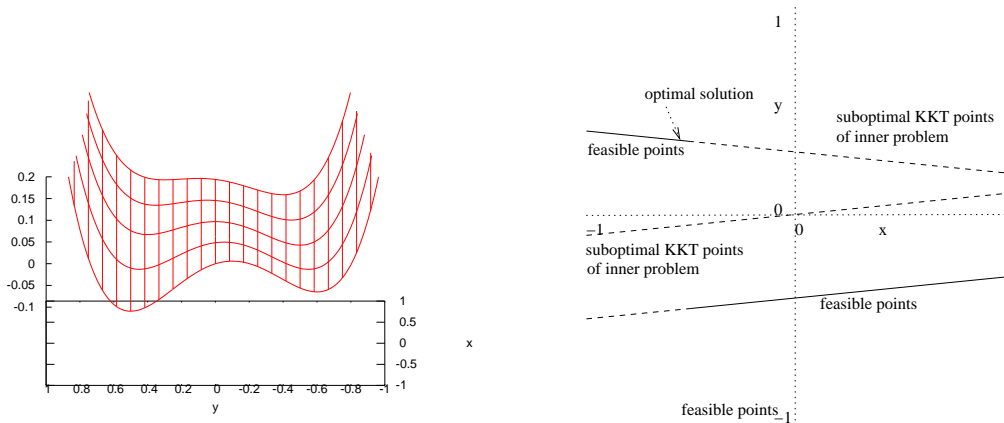 0.2
0.15
0.1
0.05
0
-0.05
-0.1
1
0.5
0
-0.5
-1
x
1 0.8 0.6 0.4 0.2 0 -0.2 -0.4 -0.6 -0.8 -1
y
1
optimal solution
y
suboptimal KKT points
of inner problem
feasible points
0
−1
0
x
suboptimal KKT points
of inner problem
feasible points
feasible points
−1